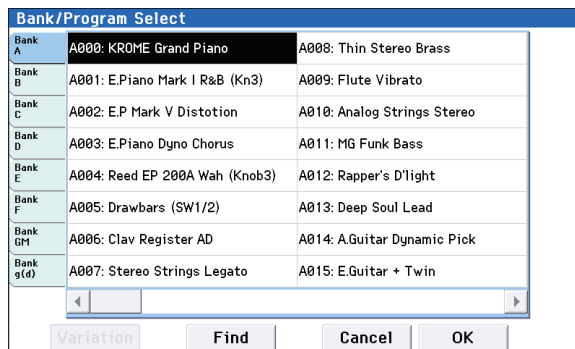 Bank/Program Select
Bank A
Bank B
Bank C
Bank D
Bank E
Bank F
Bank GM
Bank g(d)
A000: KROME Grand Piano
A001: E.Piano Mark I R&B (Kn3)
A002: E.P Mark V Distotion
A003: E.Piano Dyno Chorus
A004: Reed EP 200A Wah (Knob3)
A005: Drawbars (SW1/2)
A006: Clav Register AD
A007: Stereo Strings Legato
A008: Thin Stereo Brass
A009: Flute Vibrato
A010: Analog Strings Stereo
A011: MG Funk Bass
A012: Rapper's D'light
A013: Deep Soul Lead
A014: A.Guitar Dynamic Pick
A015: E.Guitar + Twin
Variation
Find
Cancel
OK